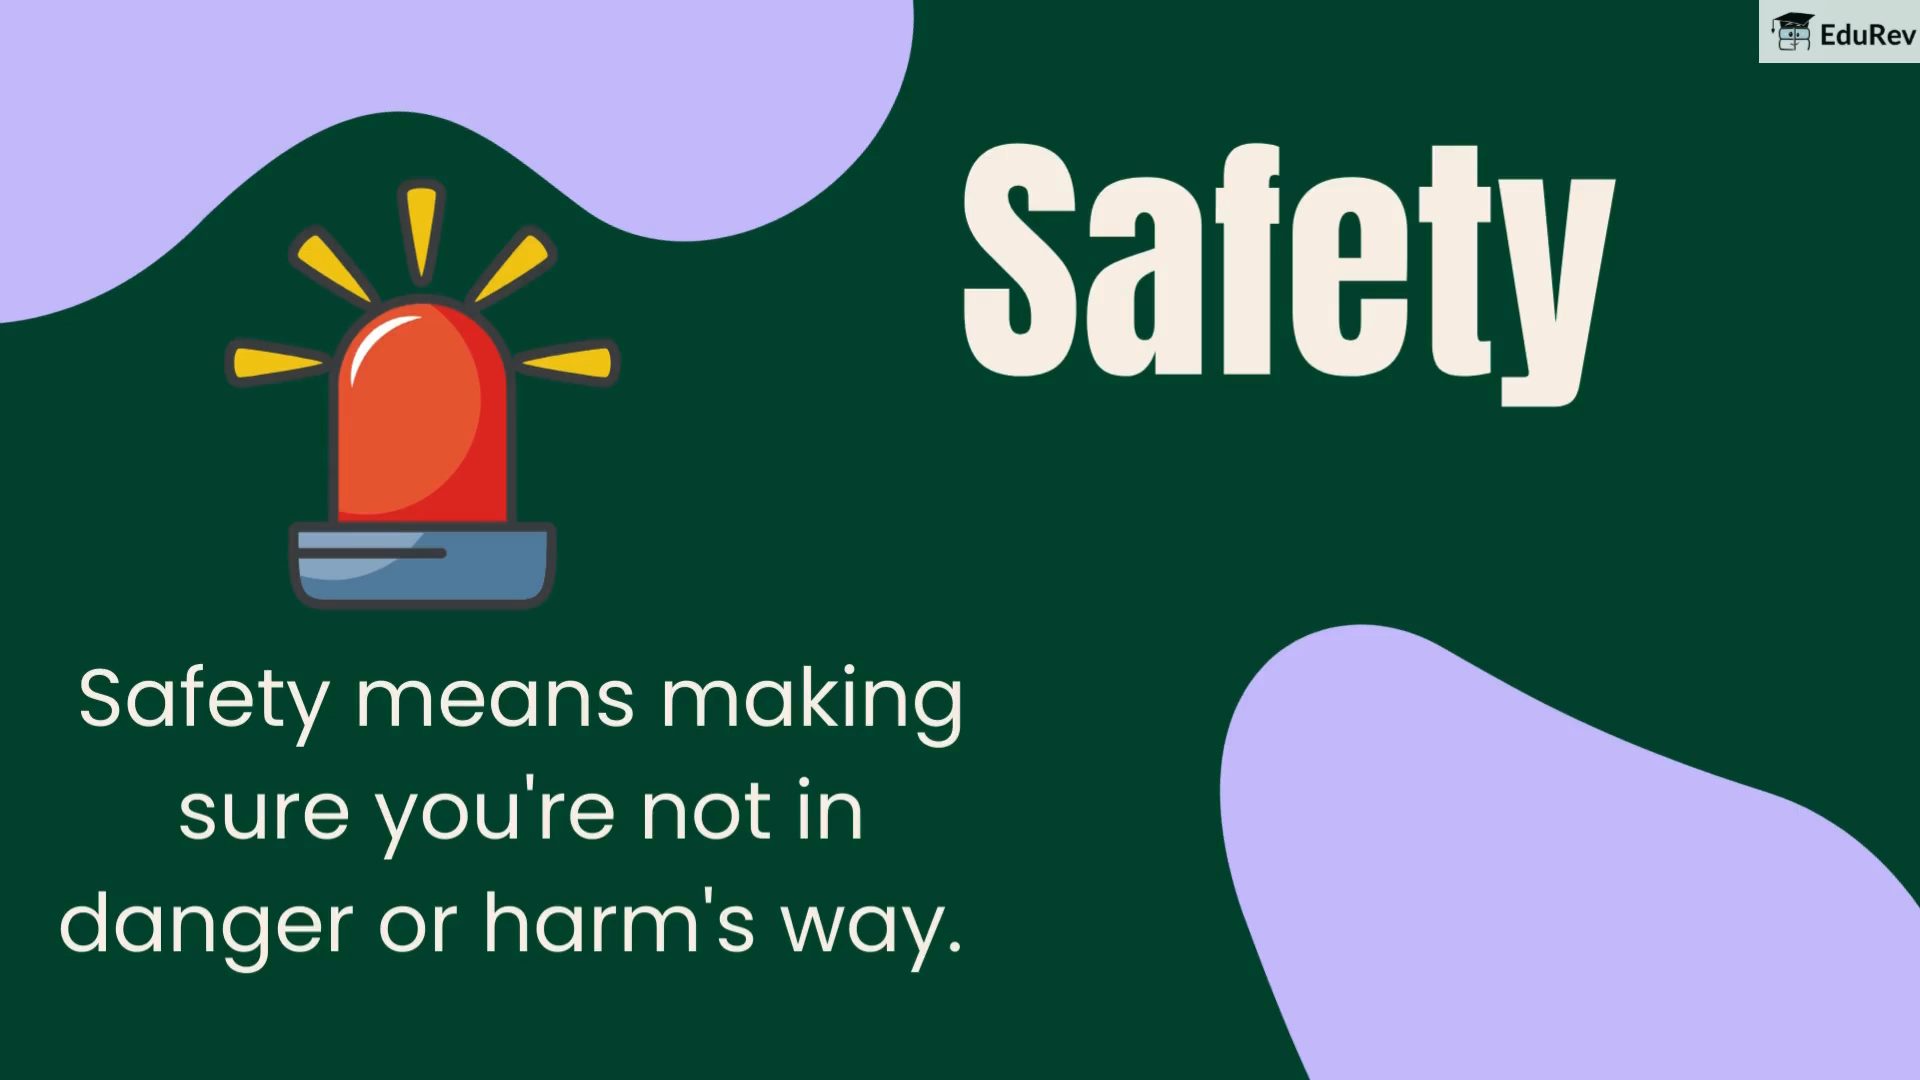 EduRev
Safety
Safety means making
sure you're not in
danger or harm's way.